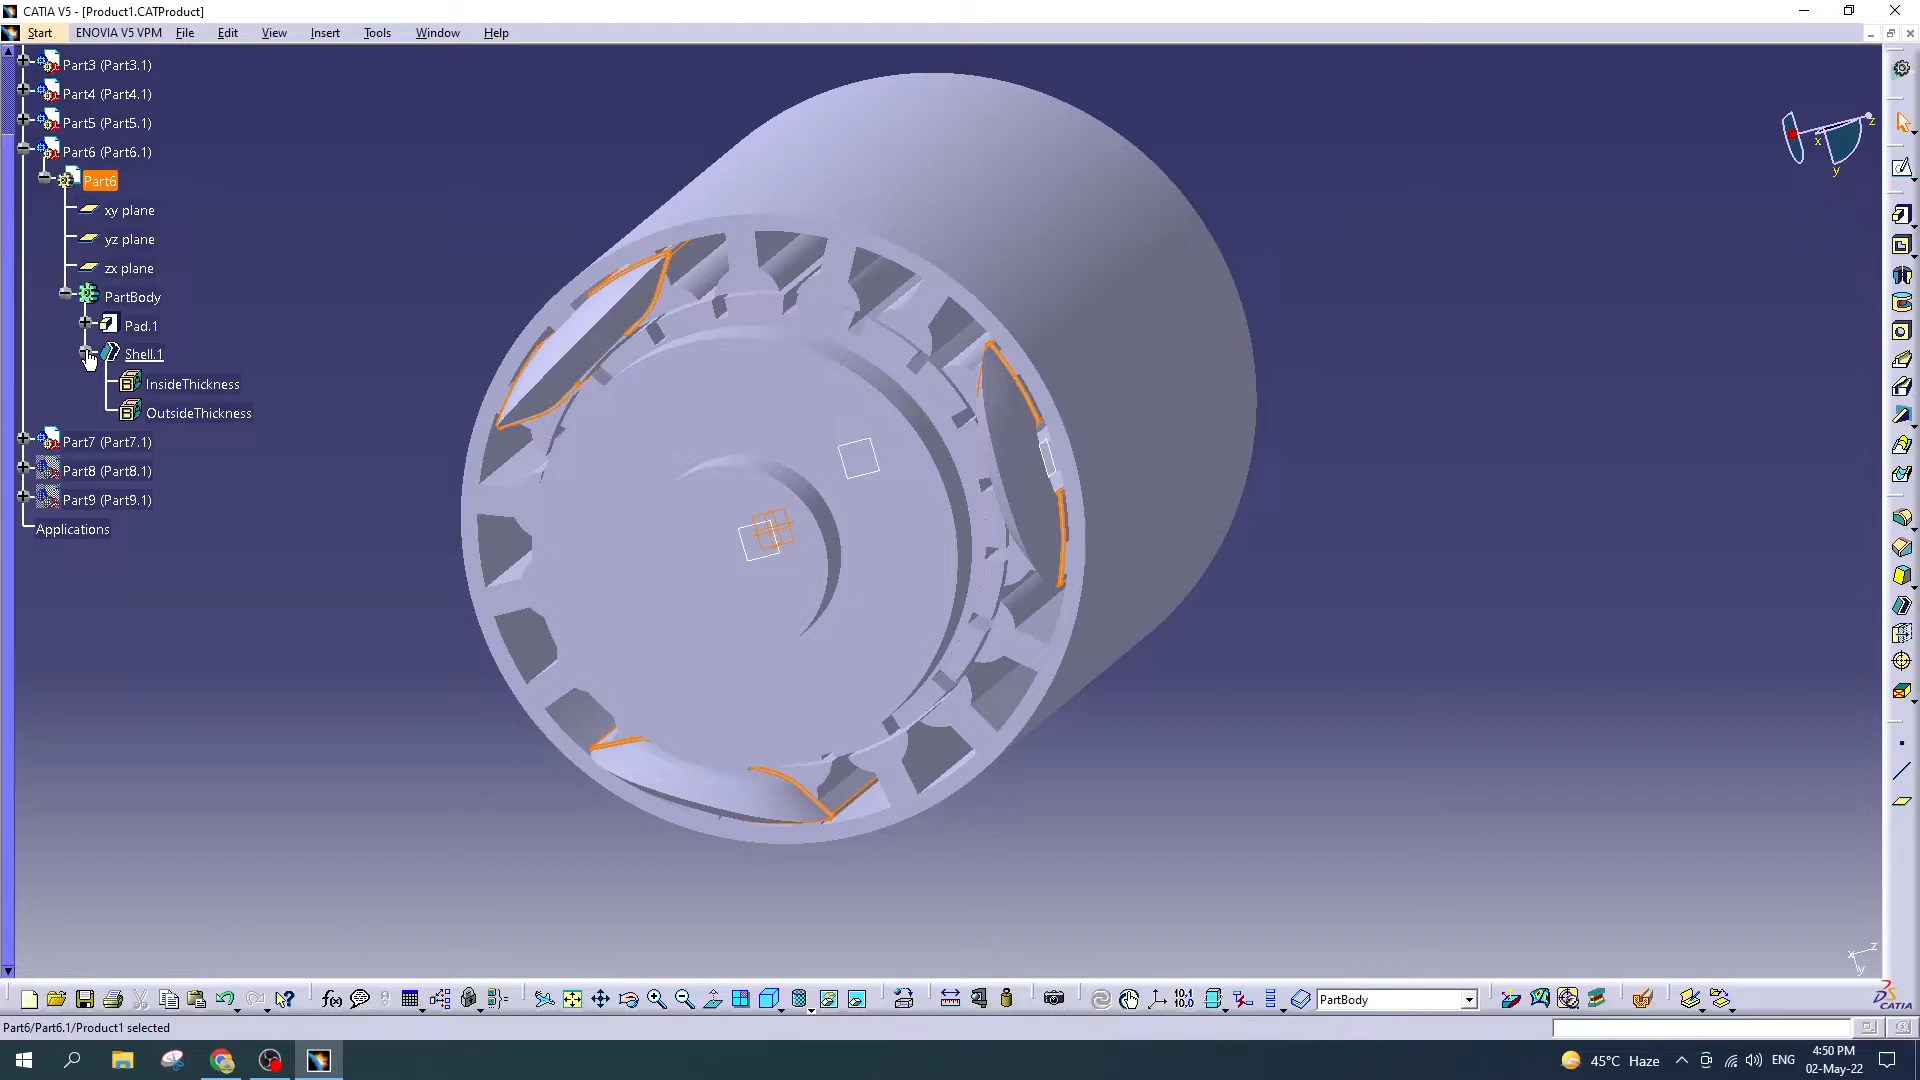 CATIA V5 - [Product1.CATProduct]
Start ENOVIA V5 VPM File Edit View Insert Tools Window Help
Part3 (Part3.1)
Part4 (Part4.1)
Part5 (Part5.1)
Part6 (Part6.1)
Part6
xy plane
yz plane
zx plane
PartBody
Pad.1
Shell.1
InsideThickness
OutsideThickness
Part7 (Part7.1)
Part8 (Part8.1)
Part9 (Part9.1)
Applications
z
x
y
x z
y
PartBody
CATIA
Part6/Part6.1/Product1 selected
45°C Haze
ENG
4:50 PM
02-May-22